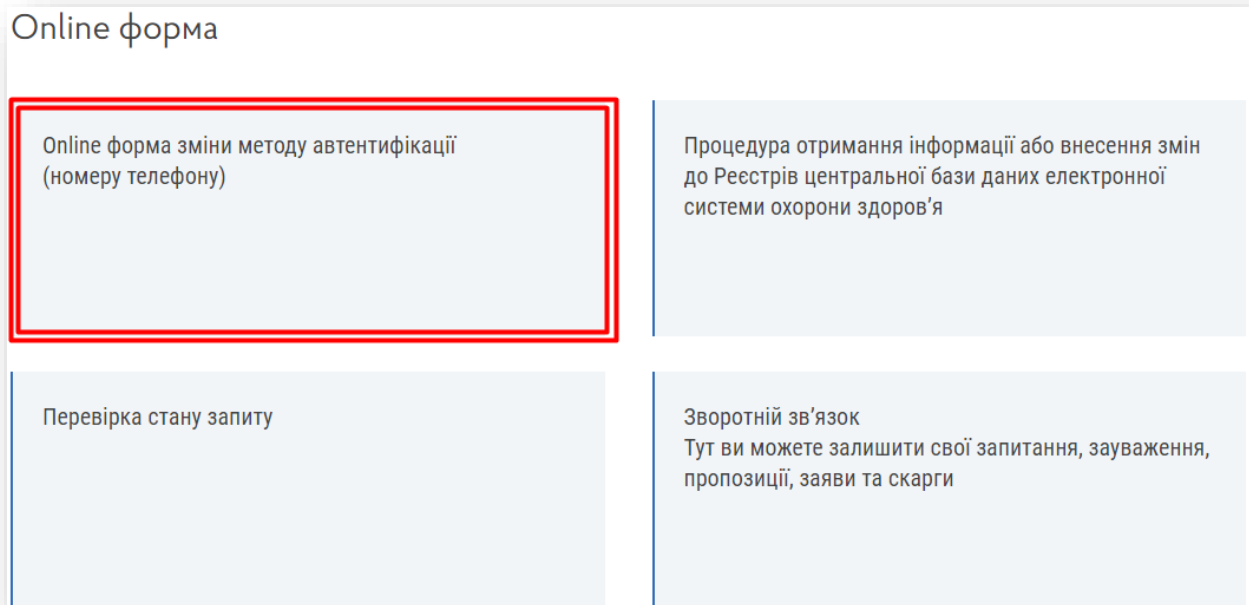 Online форма
Online форма зміни методу автентифікації
(номеру телефону)
Процедура отримання інформації або внесення змін
до Реєстрів центральної бази даних електронної
системи охорони здоров’я
Перевірка стану запиту
Зворотній зв’язок
Тут ви можете залишити свої запитання, зауваження,
пропозиції, заяви та скарги